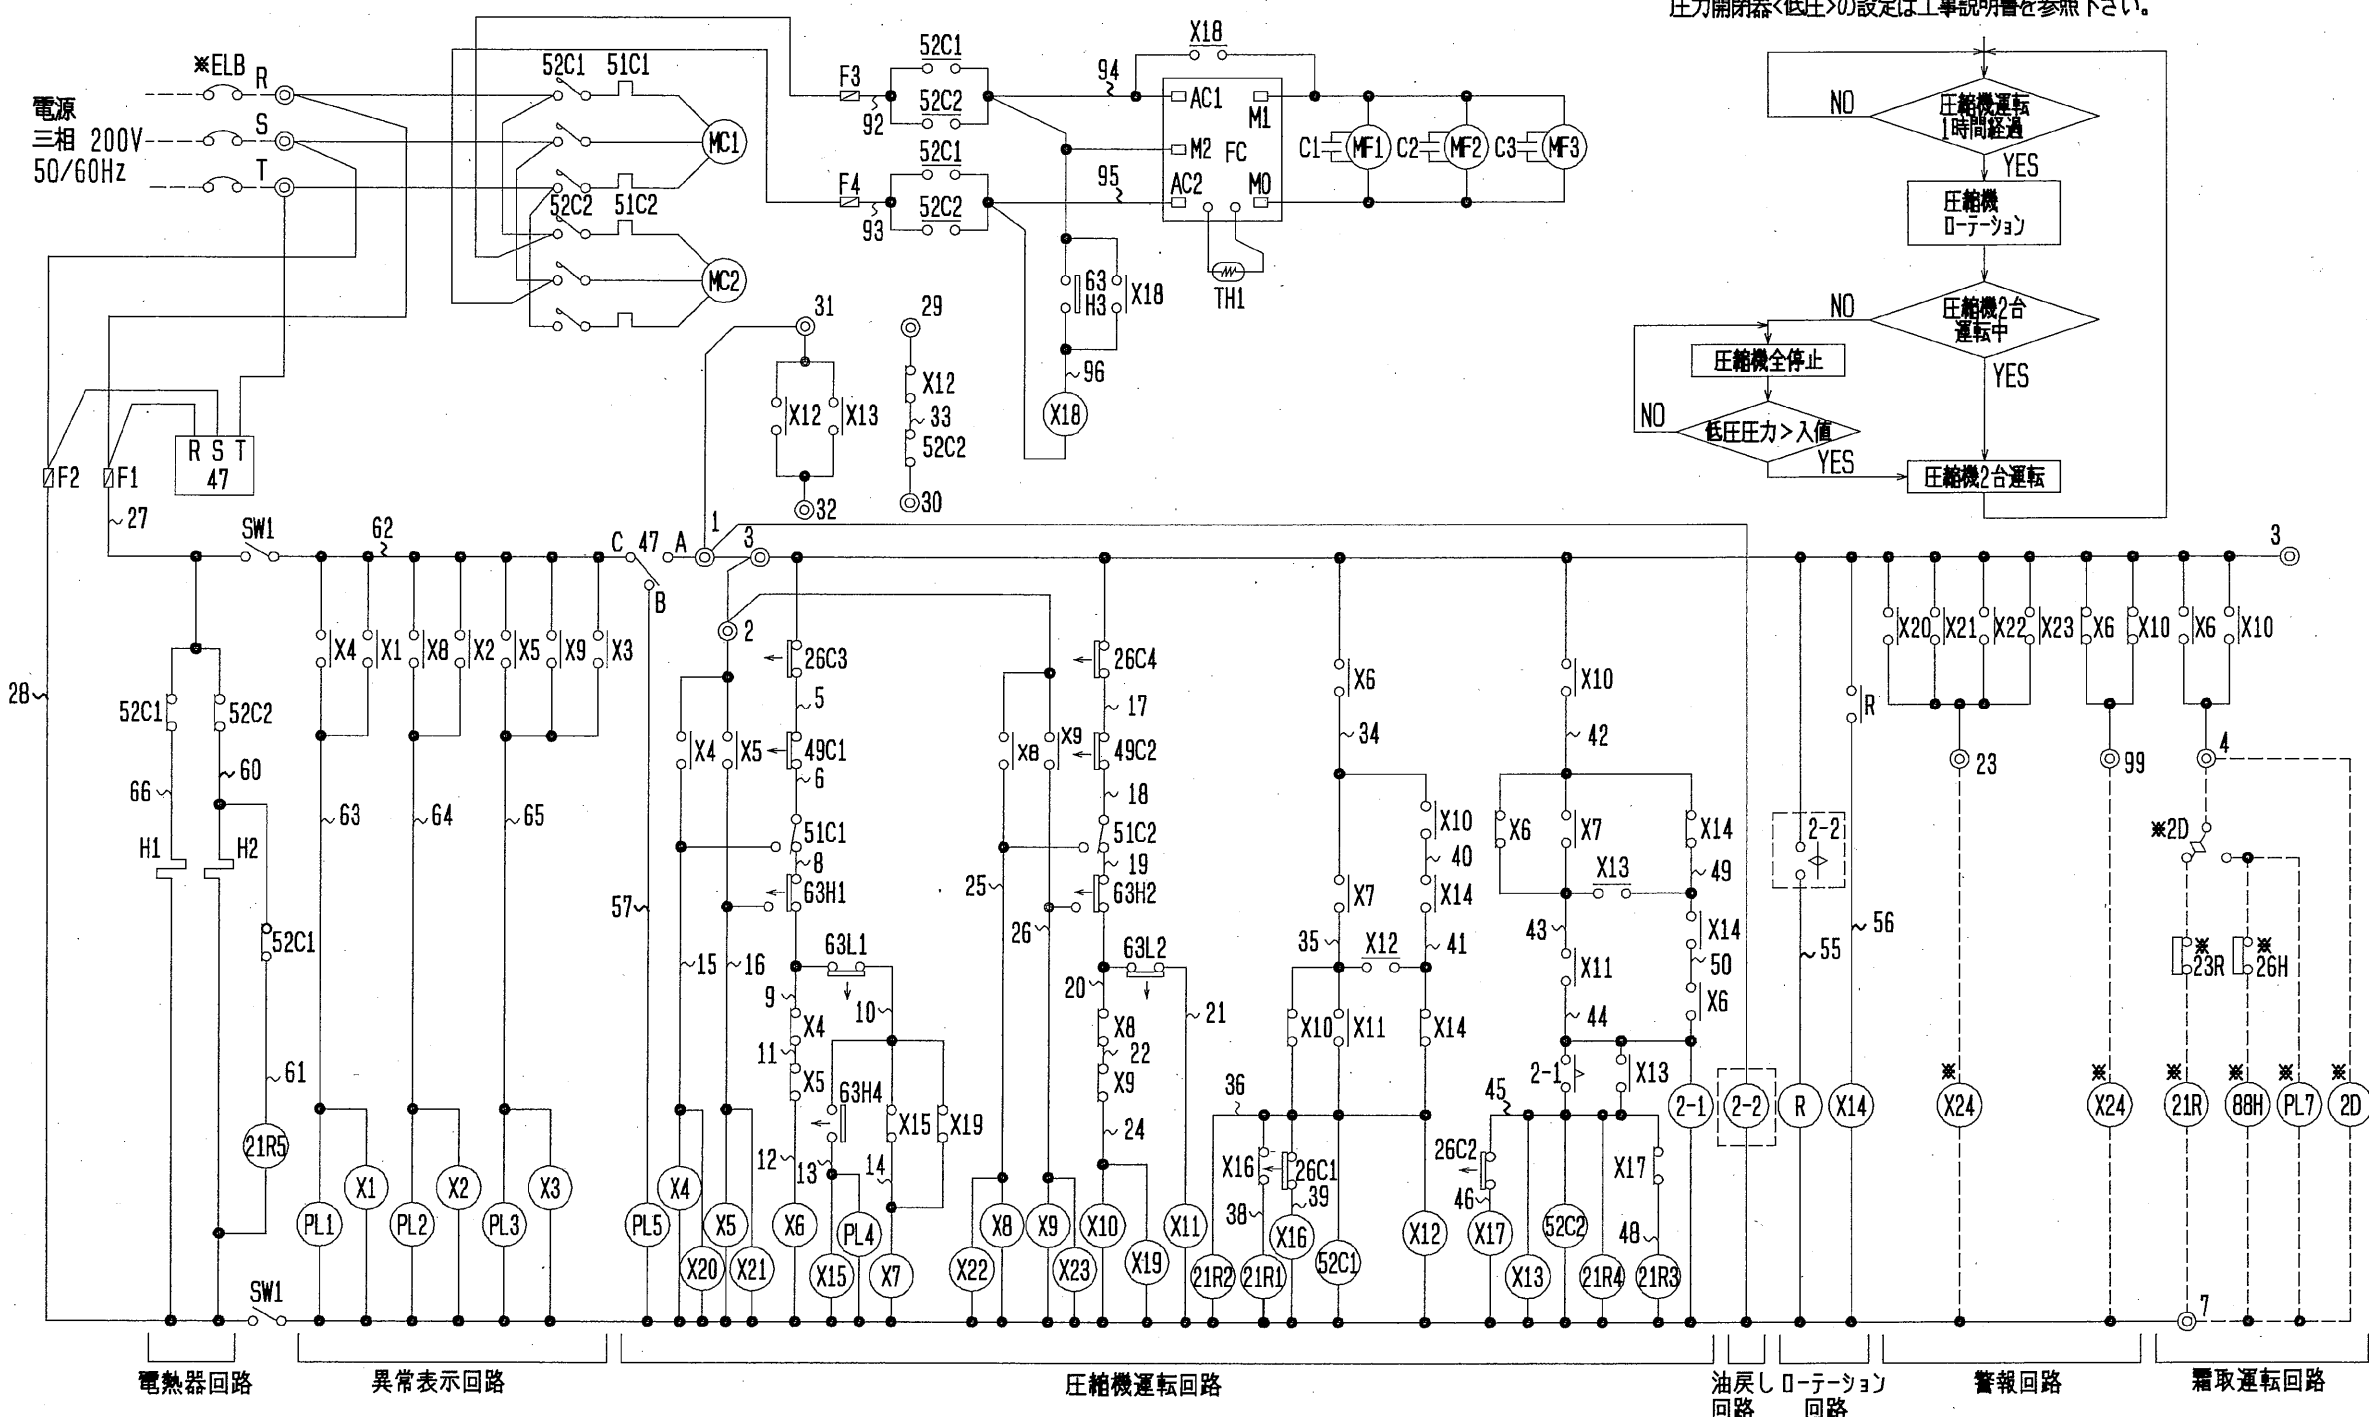 圧力開閉器<低圧>の設定は工事説明書を参照下さい。
※ELB
R
S
T
電源
三相 200V
50/60Hz
52C1
51C1
MC1
52C2
51C2
MC2
F3
92
52C1
52C2
F4
93
52C1
52C2
X18
94
95
AC1
M1
M2
FC
AC2
M0
TH1
C1
MF1
C2
MF2
C3
MF3
63
H3
X18
96
X18
31
X12
X13
32
29
X12
33
52C2
30
圧縮機運転
1時間経過
NO
YES
圧縮機
ローテーション
圧縮機2台
運転中
NO
YES
圧縮機全停止
低圧圧力>入値
NO
YES
圧縮機2台運転
R S T
47
F2
F1
27
28
SW1
62
C
47
A
B
1
3
2
3
52C1
52C2
66
60
H1
H2
52C1
61
21R5
SW1
X4
X1
X8
X2
X5
X9
X3
63
64
65
PL1
X1
PL2
X2
PL3
X3
57
PL5
X4
X5
15
16
X4
X20
X5
X21
26C3
5
49C1
6
51C1
8
63H1
63L1
9
10
X4
11
X5
12
63H4
13
X15
X19
14
X6
X15
PL4
X7
X8
X9
25
26
26C4
17
49C2
18
51C2
19
63H2
63L2
20
21
X8
22
X9
24
X22
X8
X9
X23
X10
X19
X11
X6
34
X10
40
X7
X14
35
X12
41
X10
X11
X14
36
X16
26C1
38
39
21R2
21R1
X16
52C1
X12
X10
42
X6
X7
X14
X13
49
43
X14
X11
50
X6
44
2-1
X13
45
26C2
46
X17
X17
48
X13
52C2
21R4
21R3
2-1
2-2
2-2
55
R
R
56
X14
X20
X21
X22
X23
X6
X10
X6
X10
23
99
4
※2D
※
23R
※
26H
※
X24
※
X24
※
21R
※
88H
※
PL7
※
2D
7
電熱器回路
異常表示回路
圧縮機運転回路
油戻し
回路
ローテーション
回路
警報回路
霜取運転回路